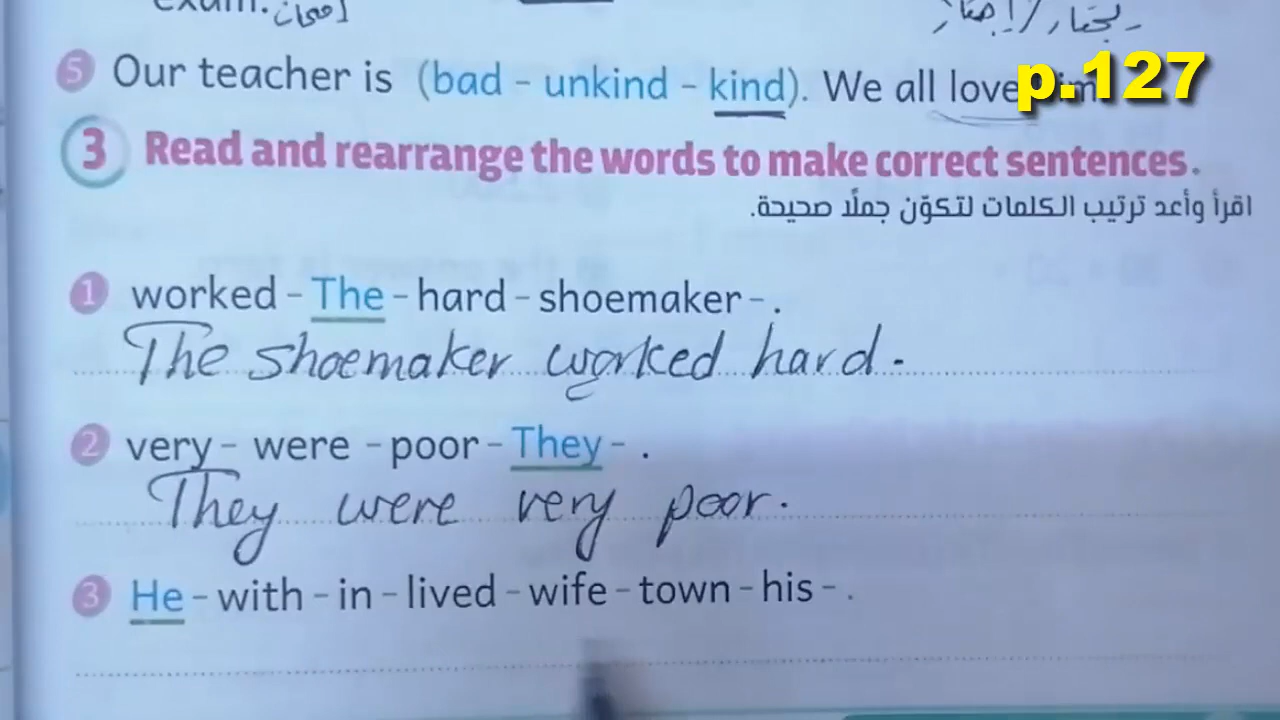 exam. امتحان
5 Our teacher is (bad - unkind - kind). We all love
p.127
3 Read and rearrange the words to make correct sentences.
اقرأ وأعد ترتيب الكلمات لتكوّن جملًا صحيحة.
1 worked - The - hard - shoemaker - .
The shoemaker worked hard.
2 very - were - poor - They - .
They were very poor.
3 He - with - in - lived - wife - town - his - .